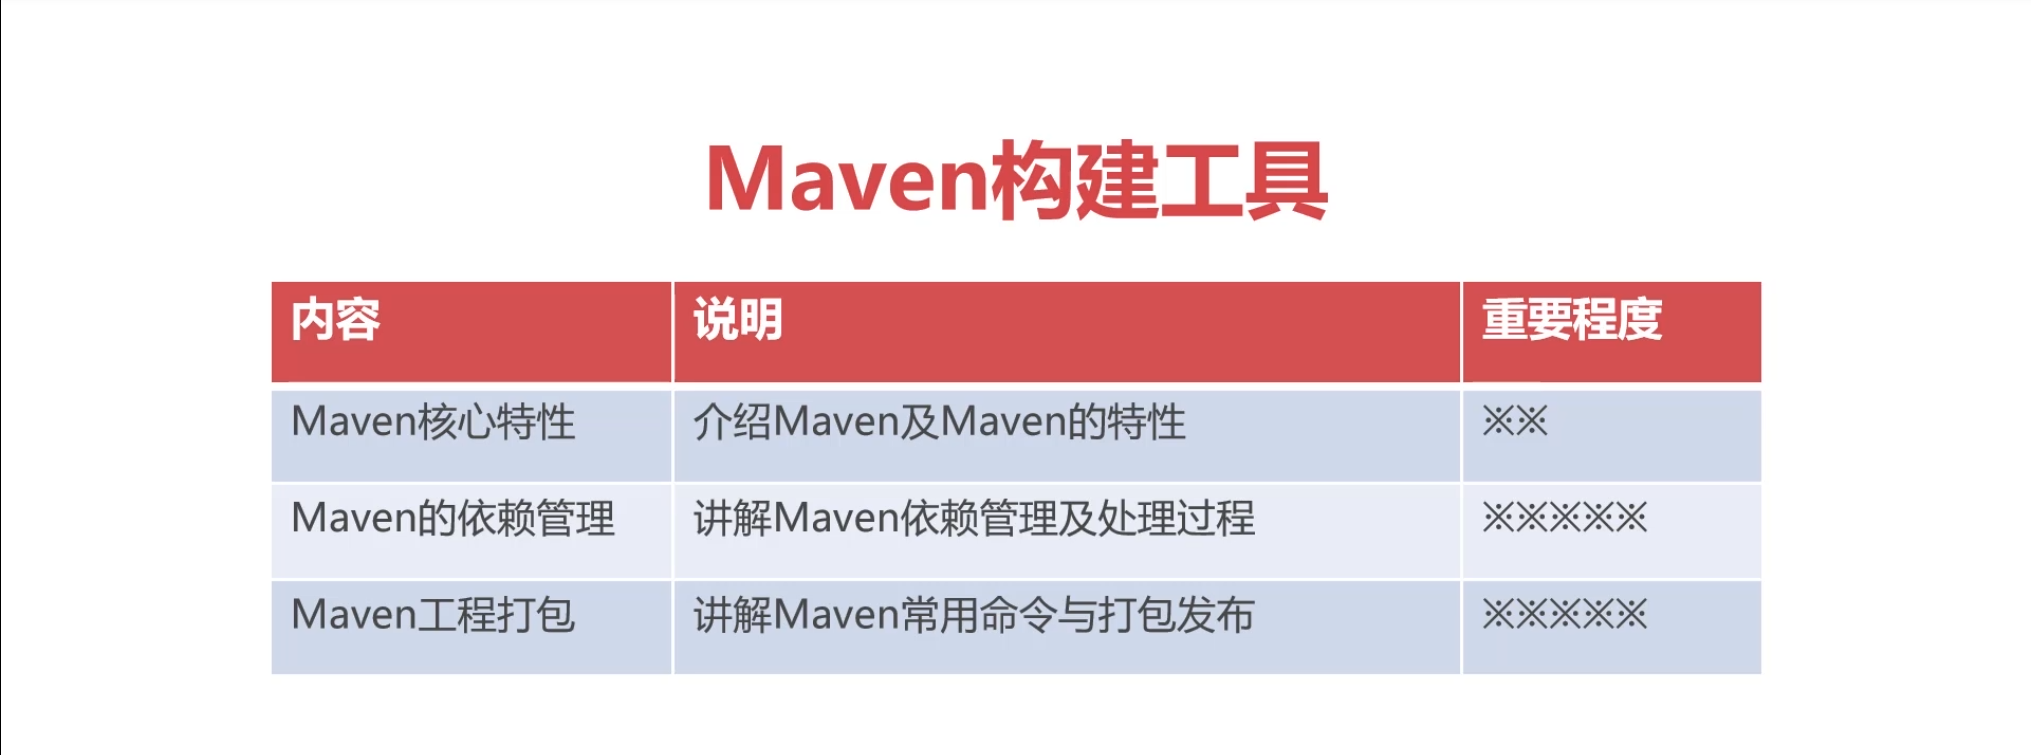 Maven构建工具
内容 说明 重要程度
Maven核心特性 介绍Maven及Maven的特性 ※※
Maven的依赖管理 讲解Maven依赖管理及处理过程 ※※※※※
Maven工程打包 讲解Maven常用命令与打包发布 ※※※※※